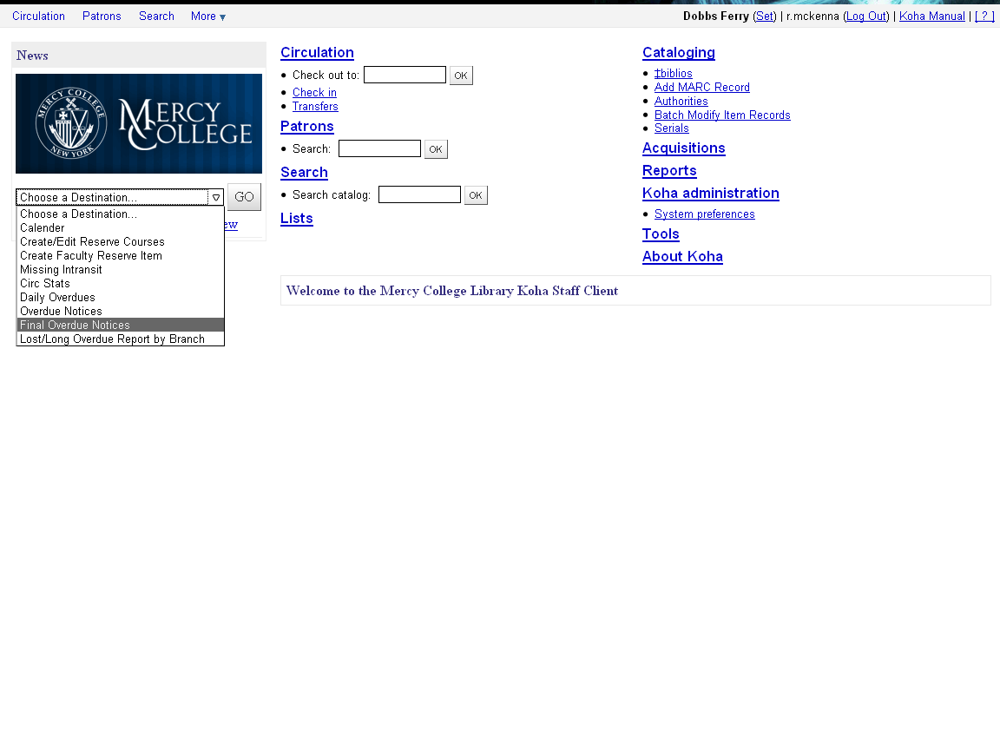 Circulation Patrons Search More ▼
Dobbs Ferry (Set) | r.mckenna (Log Out) | Koha Manual | [ ? ]
News
MERCY COLLEGE
NEW YORK
MERCY
COLLEGE
Choose a Destination...
GO
Choose a Destination...
Calender
Create/Edit Reserve Courses
Create Faculty Reserve Item
Missing Intransit
Circ Stats
Daily Overdues
Overdue Notices
Final Overdue Notices
Lost/Long Overdue Report by Branch
Circulation
• Check out to: OK
• Check in
• Transfers
Patrons
• Search: OK
Search
• Search catalog: OK
Lists
Cataloging
• ‡biblios
• Add MARC Record
• Authorities
• Batch Modify Item Records
• Serials
Acquisitions
Reports
Koha administration
• System preferences
Tools
About Koha
Welcome to the Mercy College Library Koha Staff Client